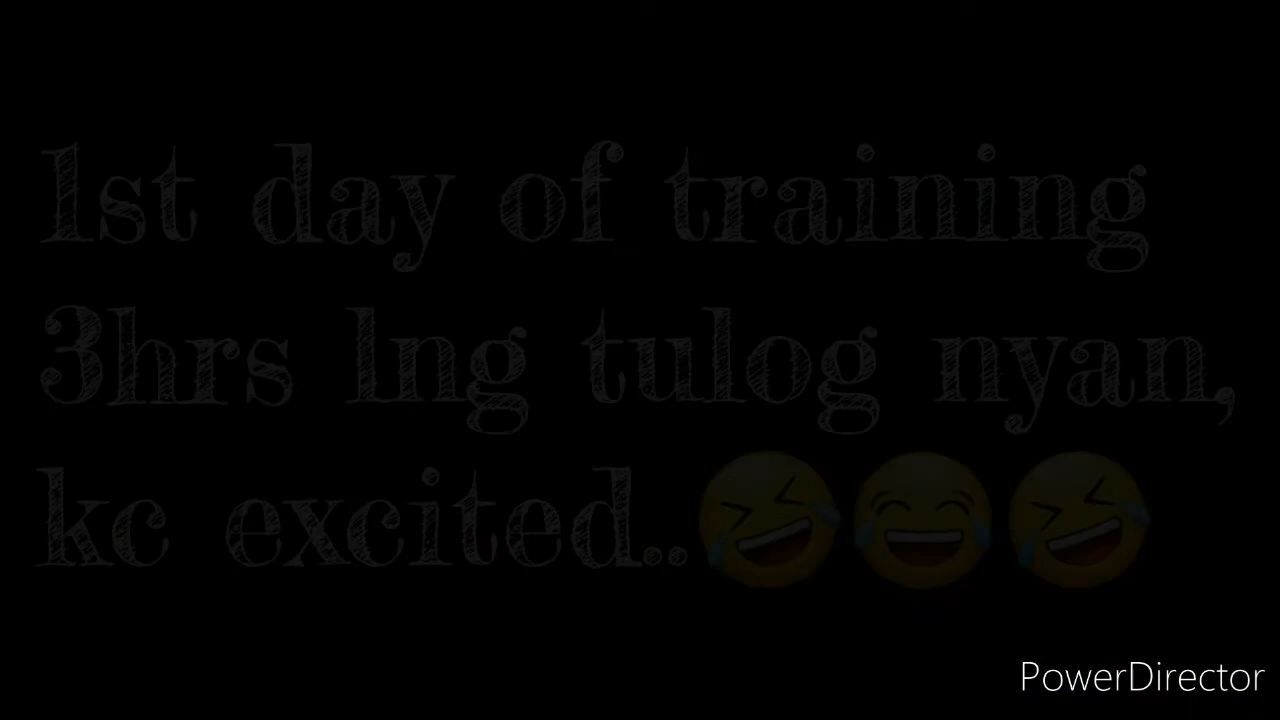 1st day of training
3hrs lng tulog nyan,
kc excited..🤣😂🤣
PowerDirector